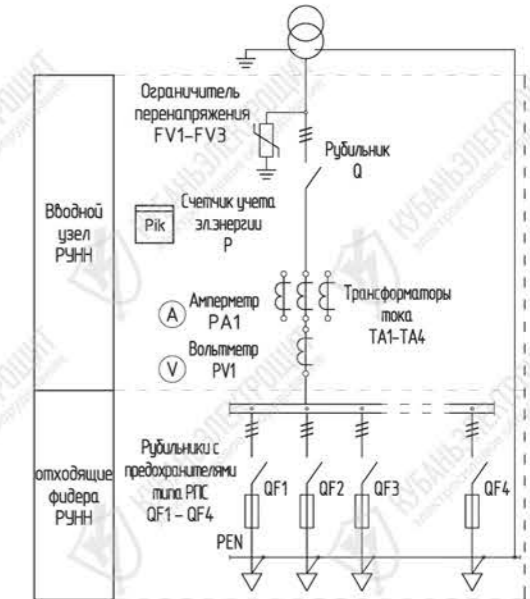 Ограничитель
перенапряжения
FV1-FV3
Рубильник
Q
Вводной
узел
РУНН
Pik
Счетчик учета
эл.энергии
P
A
Амперметр
PA1
Трансформаторы
тока
TA1-TA4
V
Вольтметр
PV1
отходящие
фидера
РУНН
Рубильники с
предохранителями
типа РПС
QF1 - QF4
QF1
QF2
QF3
QF4
PEN
КУБАНЬЭЛЕКТРОЩИТ